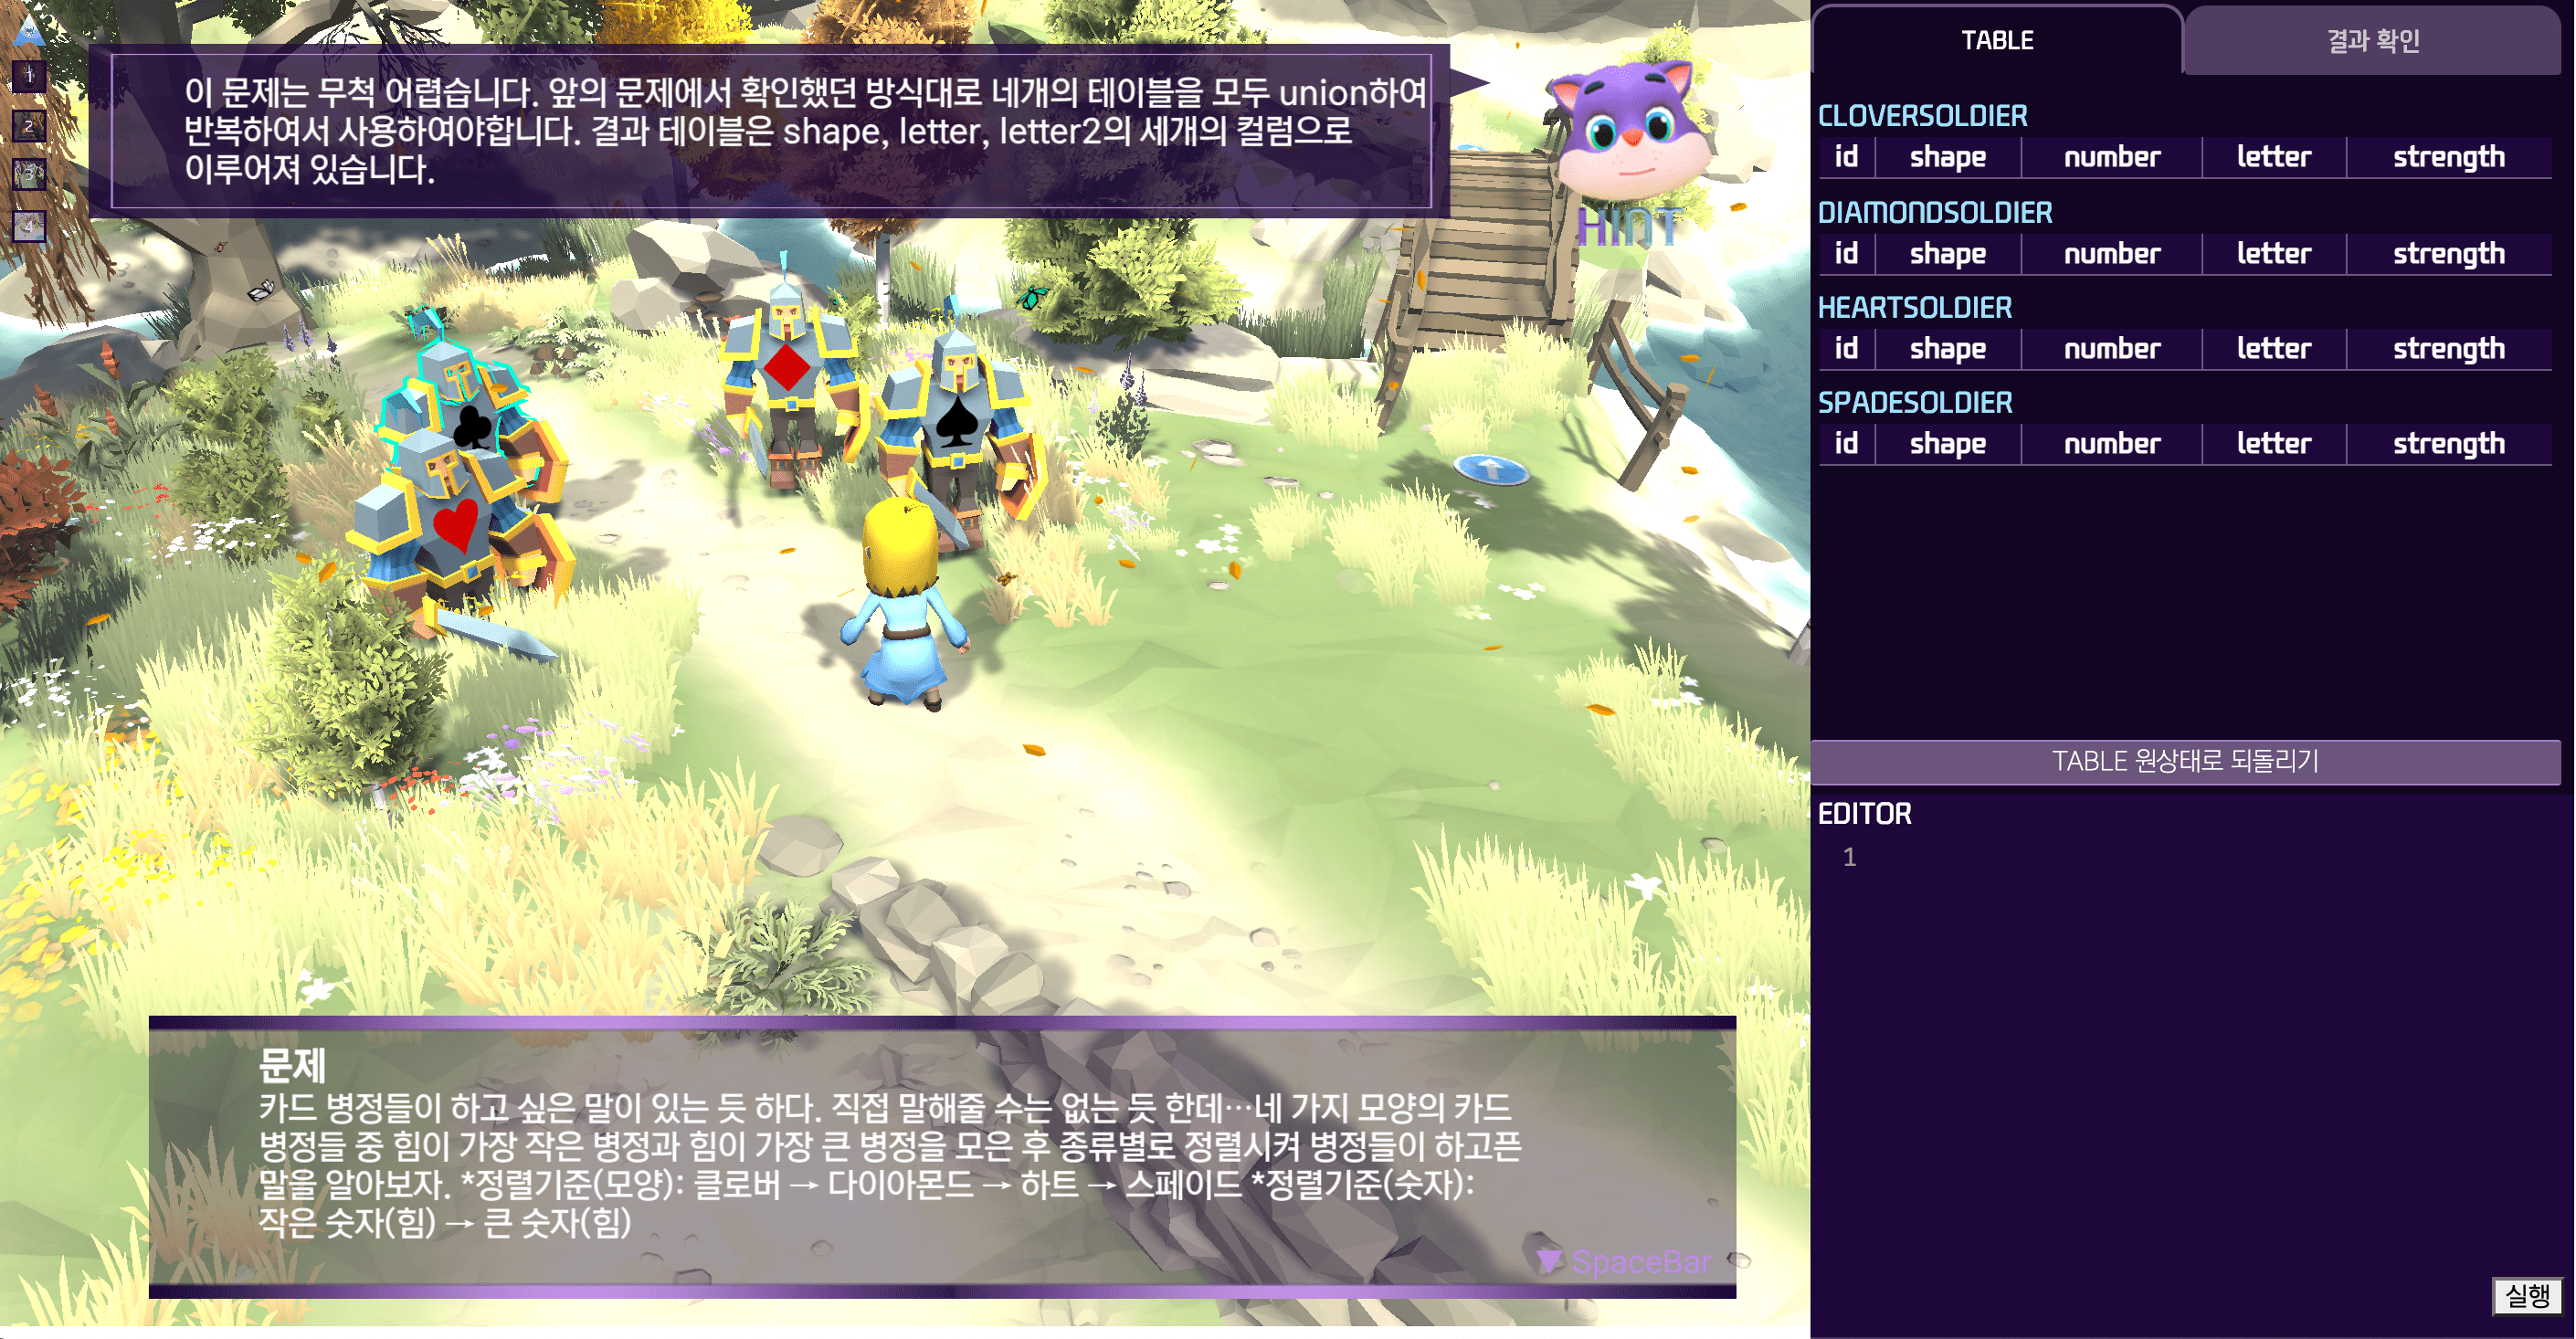 이 문제는 무척 어렵습니다. 앞의 문제에서 확인했던 방식대로 네개의 테이블을 모두 union하여
반복하여서 사용하여야합니다. 결과 테이블은 shape, letter, letter2의 세개의 컬럼으로
이루어져 있습니다.
HINT
1
2
3
4
문제
카드 병정들이 하고 싶은 말이 있는 듯 하다. 직접 말해줄 수는 없는 듯 한데…네 가지 모양의 카드
병정들 중 힘이 가장 작은 병정과 힘이 가장 큰 병정을 모은 후 종류별로 정렬시켜 병정들이 하고픈
말을 알아보자. *정렬기준(모양): 클로버 → 다이아몬드 → 하트 → 스페이드 *정렬기준(숫자):
작은 숫자(힘) → 큰 숫자(힘)
▼ SpaceBar
TABLE 결과 확인
CLOVERSOLDIER
id shape number letter strength
DIAMONDSOLDIER
id shape number letter strength
HEARTSOLDIER
id shape number letter strength
SPADESOLDIER
id shape number letter strength
TABLE 원상태로 되돌리기
EDITOR
1
실행